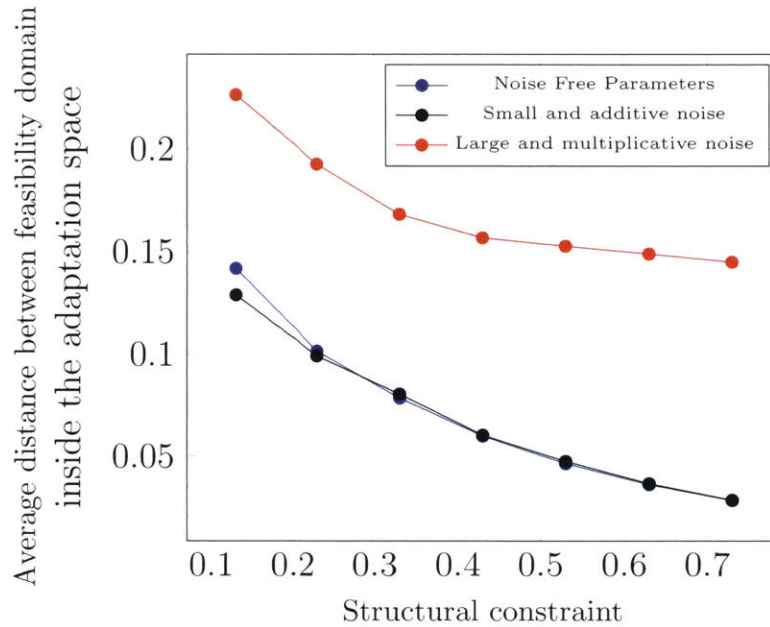 Average distance between feasibility domain
inside the adaptation space
Noise Free Parameters
Small and additive noise
Large and multiplicative noise
0.2
0.15
0.1
0.05
0.1 0.2 0.3 0.4 0.5 0.6 0.7
Structural constraint